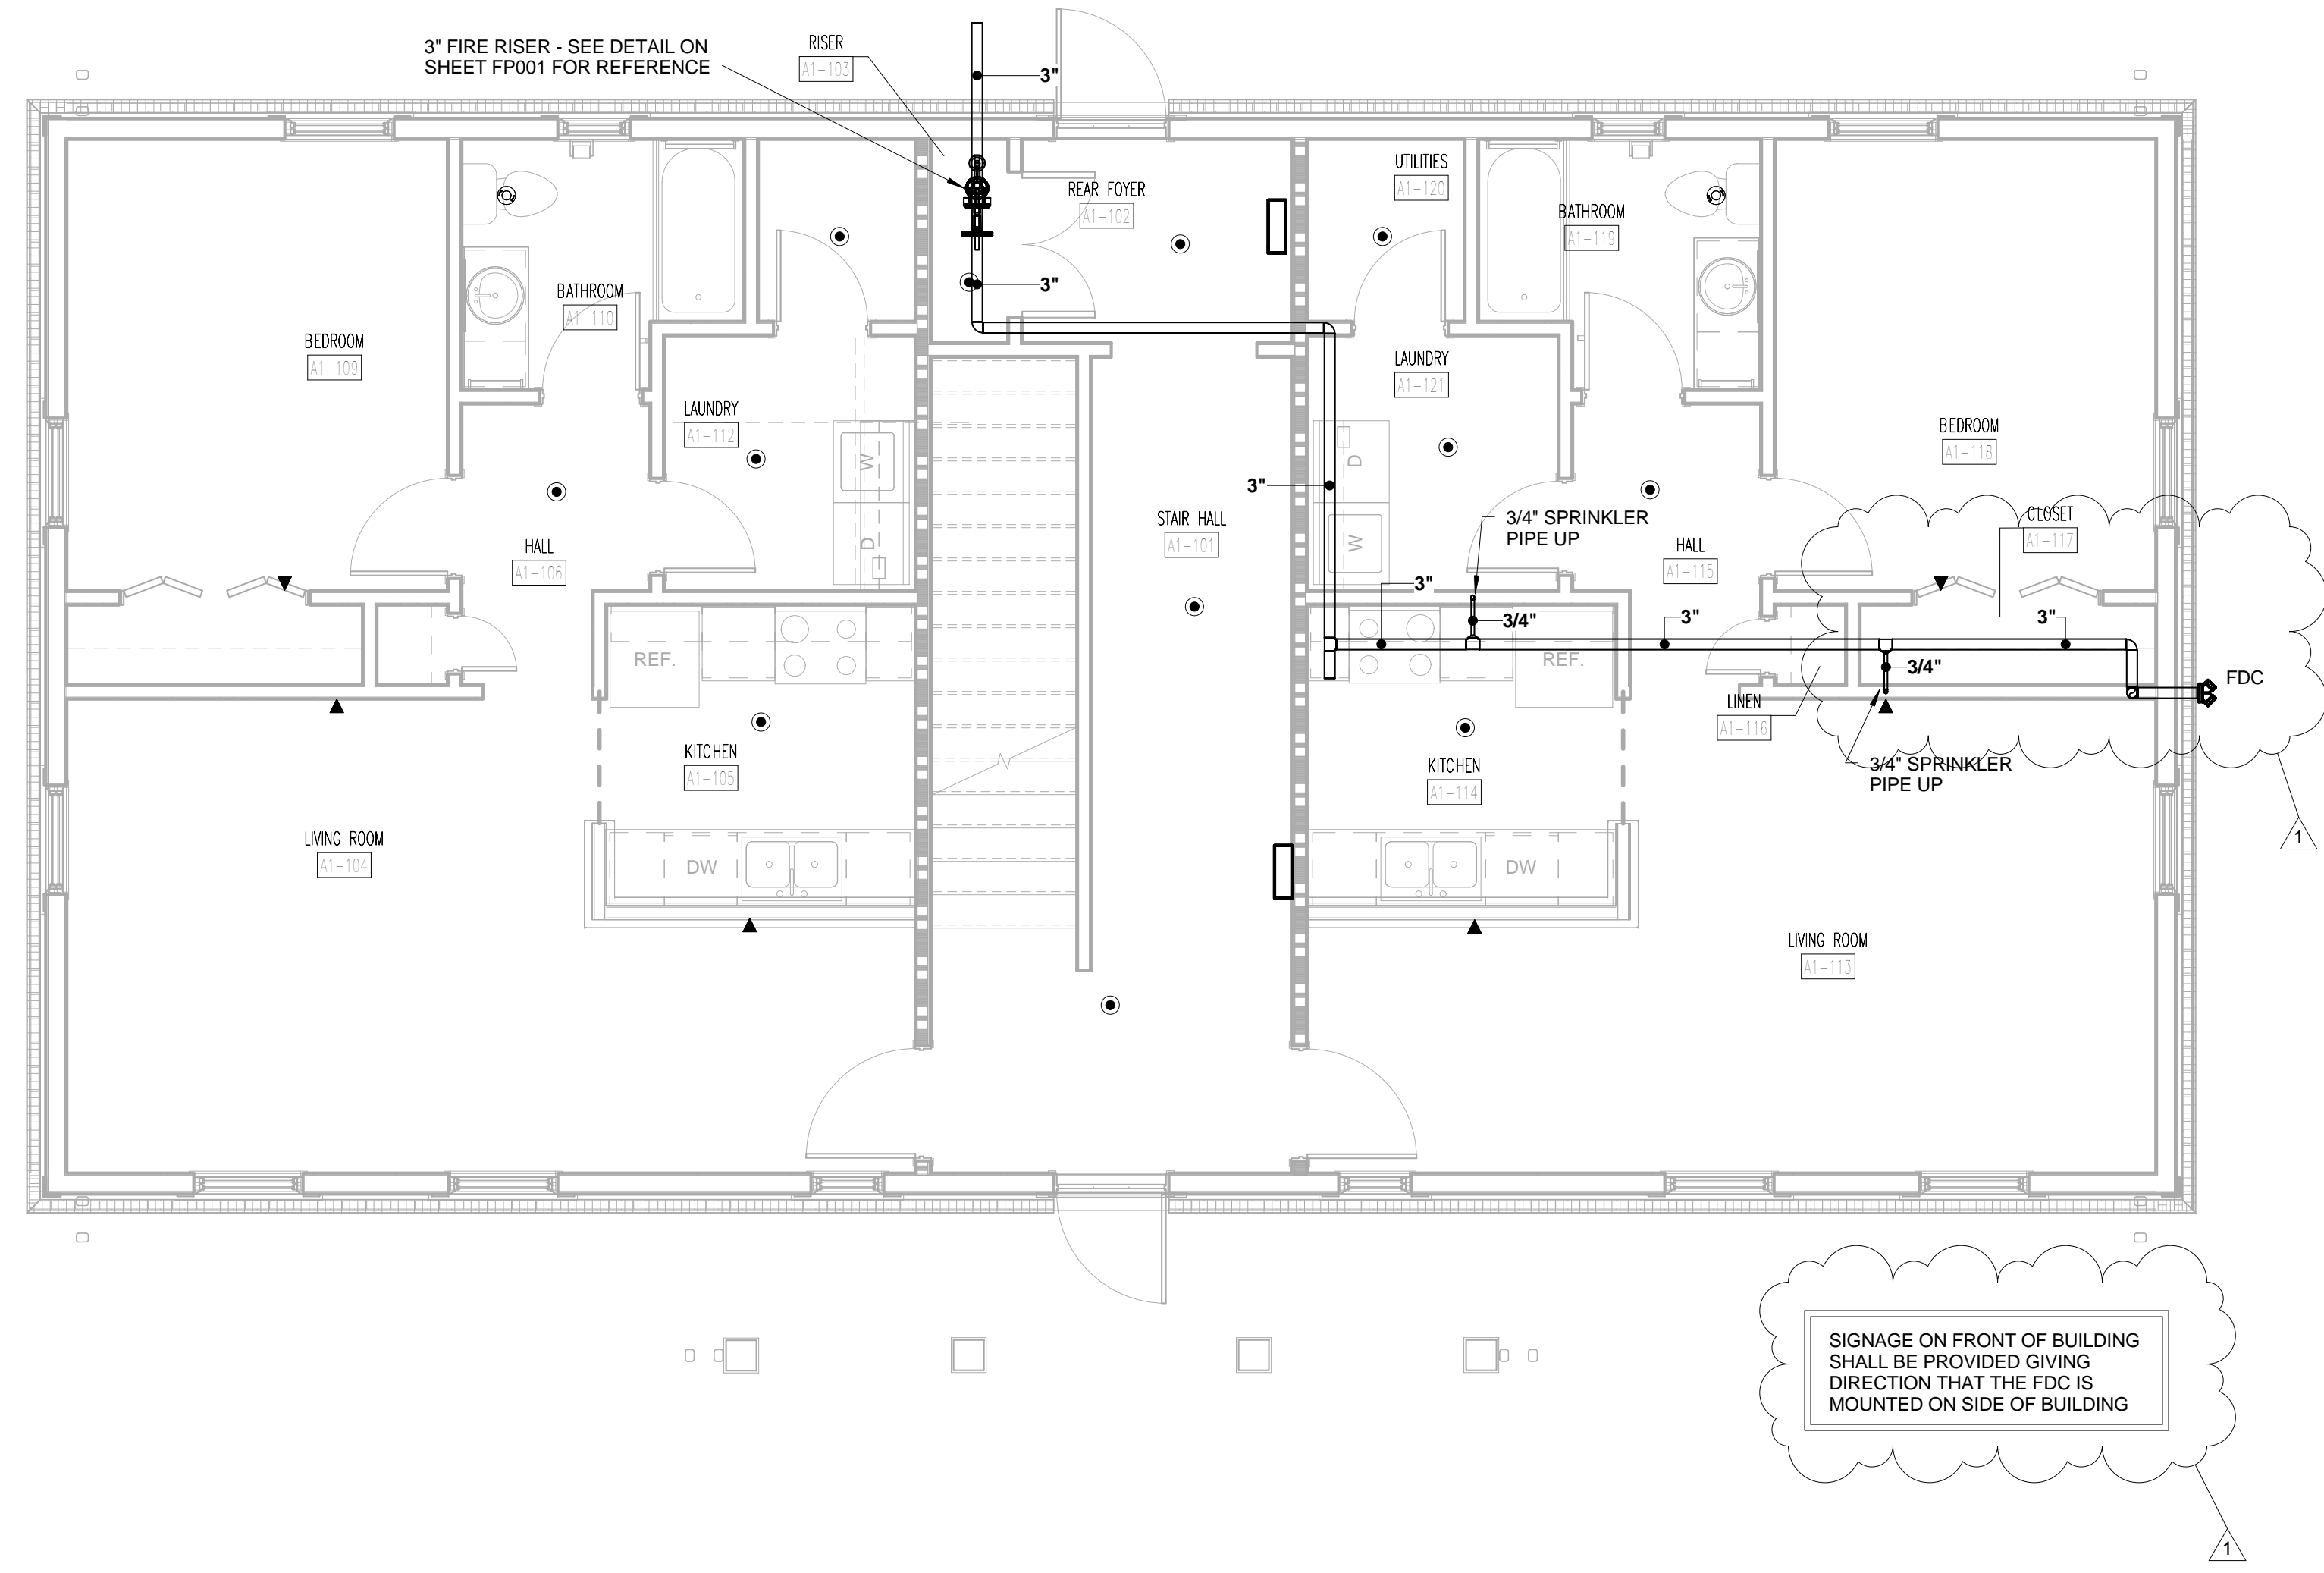 3" FIRE RISER - SEE DETAIL ON
SHEET FP001 FOR REFERENCE
RISER
A1-103
3"
REAR FOYER
A1-102
UTILITIES
A1-120
BATHROOM
A1-119
3"
BATHROOM
A1-110
BEDROOM
A1-109
LAUNDRY
A1-121
LAUNDRY
A1-112
BEDROOM
A1-118
W
D
D
W
3"
STAIR HALL
A1-101
3/4" SPRINKLER
PIPE UP
CLOSET
A1-117
HALL
A1-106
HALL
A1-115
3"
3/4"
3"
3"
REF.
REF.
3/4"
FDC
LINEN
A1-116
KITCHEN
A1-105
KITCHEN
A1-114
3/4" SPRINKLER
PIPE UP
1
LIVING ROOM
A1-104
DW
DW
LIVING ROOM
A1-113
SIGNAGE ON FRONT OF BUILDING
SHALL BE PROVIDED GIVING
DIRECTION THAT THE FDC IS
MOUNTED ON SIDE OF BUILDING
1